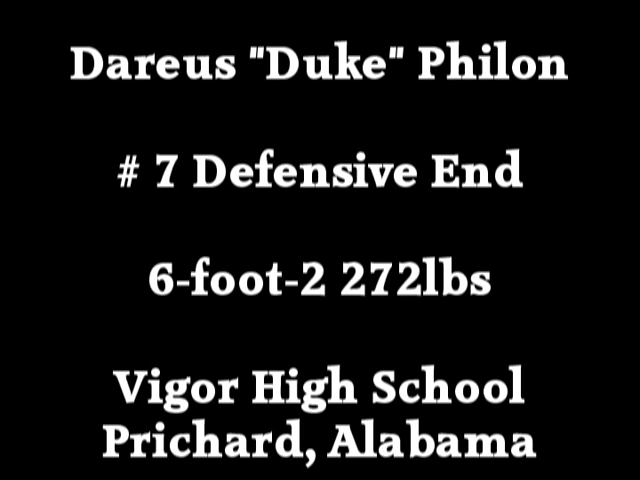 Dareus "Duke" Philon
# 7 Defensive End
6-foot-2 272lbs
Vigor High School
Prichard, Alabama